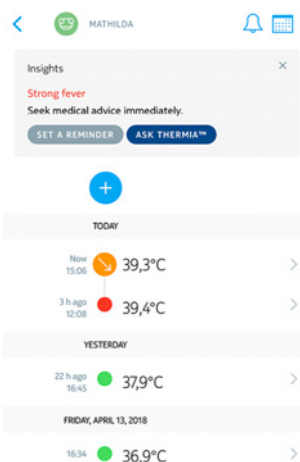 MATHILDA
Insights
×
Strong fever
Seek medical advice immediately.
SET A REMINDER ASK THERMIA™
+
TODAY
Now
15:06
39,3°C
3 h ago
12:08
39,4°C
YESTERDAY
22 h ago
16:45
37,9°C
FRIDAY, APRIL 13, 2018
16:34
36.9°C